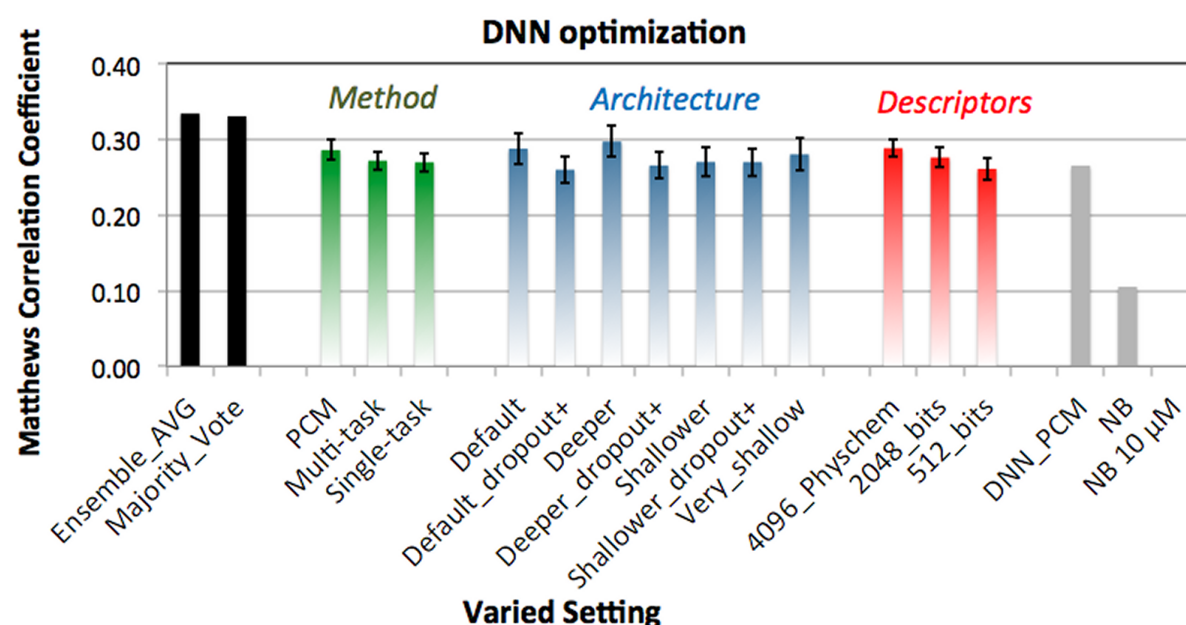 DNN optimization
Matthews Correlation Coefficient
0.40
0.30
0.20
0.10
0.00
Method
Architecture
Descriptors
Ensemble_AVG
Majority_Vote
PCM
Multi-task
Single-task
Default
Default_dropout+
Deeper
Deeper_dropout+
Shallower
Shallower_dropout+
Very_shallow
4096_Physchem
2048_bits
512_bits
DNN_PCM
NB
NB 10 µM
Varied Setting